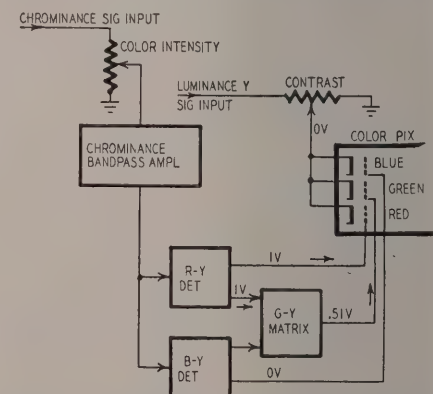 CHROMINANCE SIG INPUT
COLOR INTENSITY
LUMINANCE Y
SIG INPUT
CONTRAST
0V
COLOR PIX
BLUE
GREEN
RED
CHROMINANCE
BANDPASS AMPL
R-Y
DET
1V
1V
G-Y
MATRIX
.51V
B-Y
DET
0V